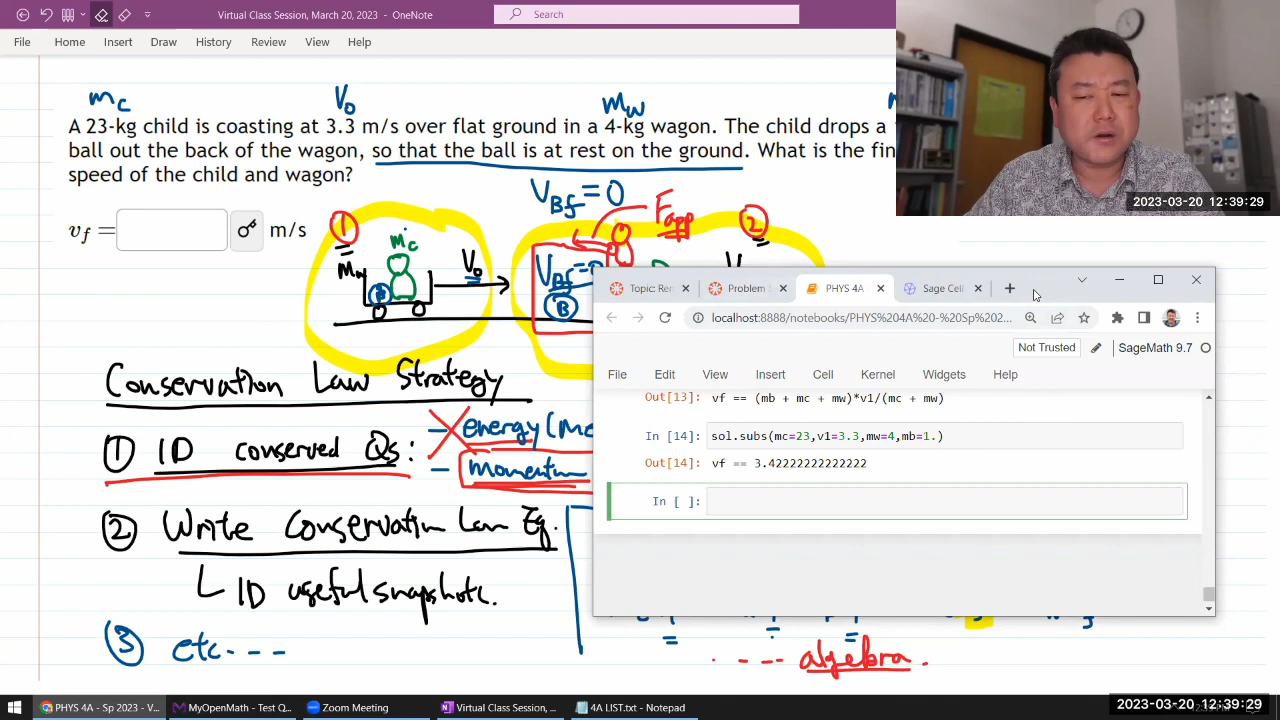 Virtual Class Session, March 20, 2023 - OneNote
Search
File Home Insert Draw History Review View Help
mc vo mw
A 23-kg child is coasting at 3.3 m/s over flat ground in a 4-kg wagon. The child drops a
ball out the back of the wagon, so that the ball is at rest on the ground. What is the fin
speed of the child and wagon?
VBf = 0
vf = m/s
1 mc mw B Vo
Fapp 2
VBf=0
B
Conservation Law Strategy
1 ID conserved Qs: - energy (Me
- momentum
2 Write Conservation Law Eq.
ID useful snapshots.
3 etc. - - -
- - - - algebra.
Topic: Re
Problem
PHYS 4A
Sage Cell
localhost:8888/notebooks/PHYS%204A%20-%20Sp%202...
Not Trusted
SageMath 9.7
File Edit View Insert Cell Kernel Widgets Help
Out[13]: vf == (mb + mc + mw)*v1/(mc + mw)
In [14]: sol.subs(mc=23,v1=3.3,mw=4,mb=1.)
Out[14]: vf == 3.42222222222222
In [ ]:
2023-03-20 12:39:29
PHYS 4A - Sp 2023 - V...
MyOpenMath - Test Q...
Zoom Meeting
Virtual Class Session, ...
4A LIST.txt - Notepad
2023-03-20 12:39:29